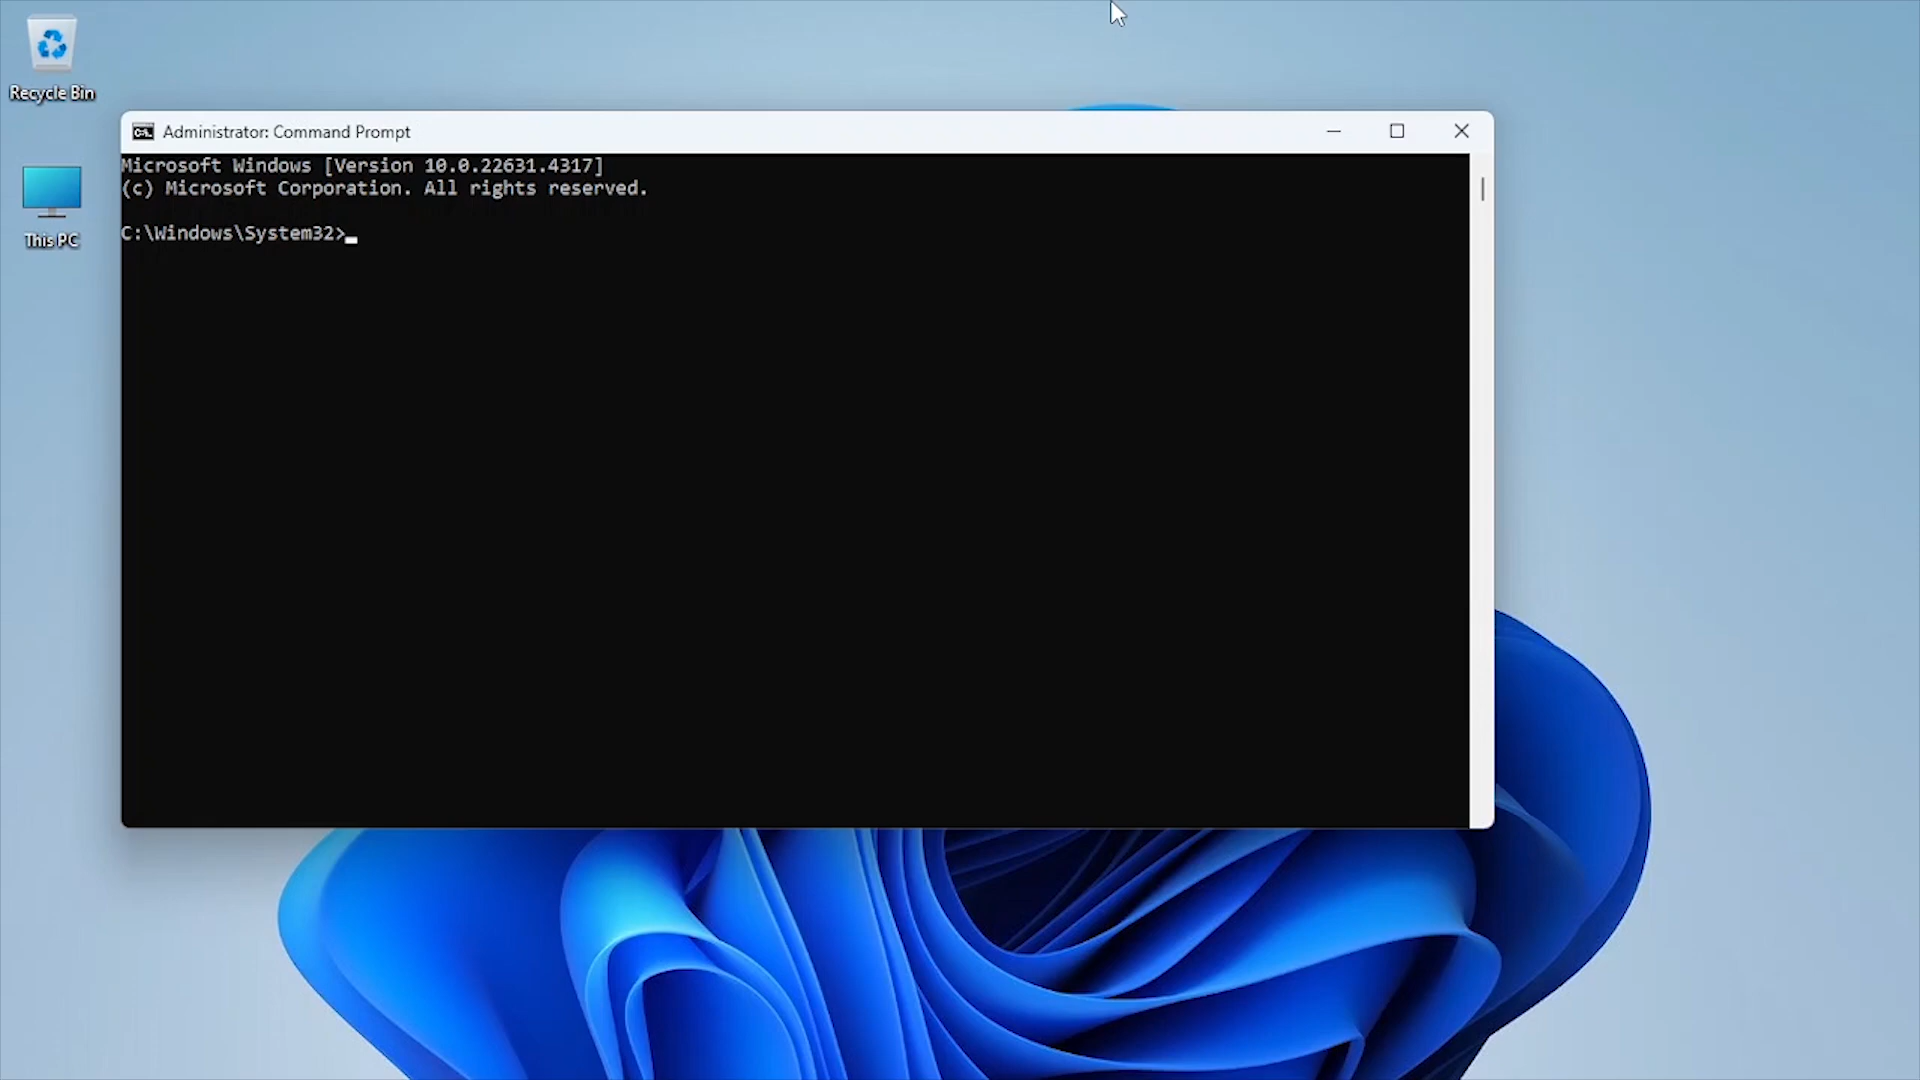 Recycle Bin
This PC
Administrator: Command Prompt
Microsoft Windows [Version 10.0.22631.4317]
(c) Microsoft Corporation. All rights reserved.
C:\Windows\System32>